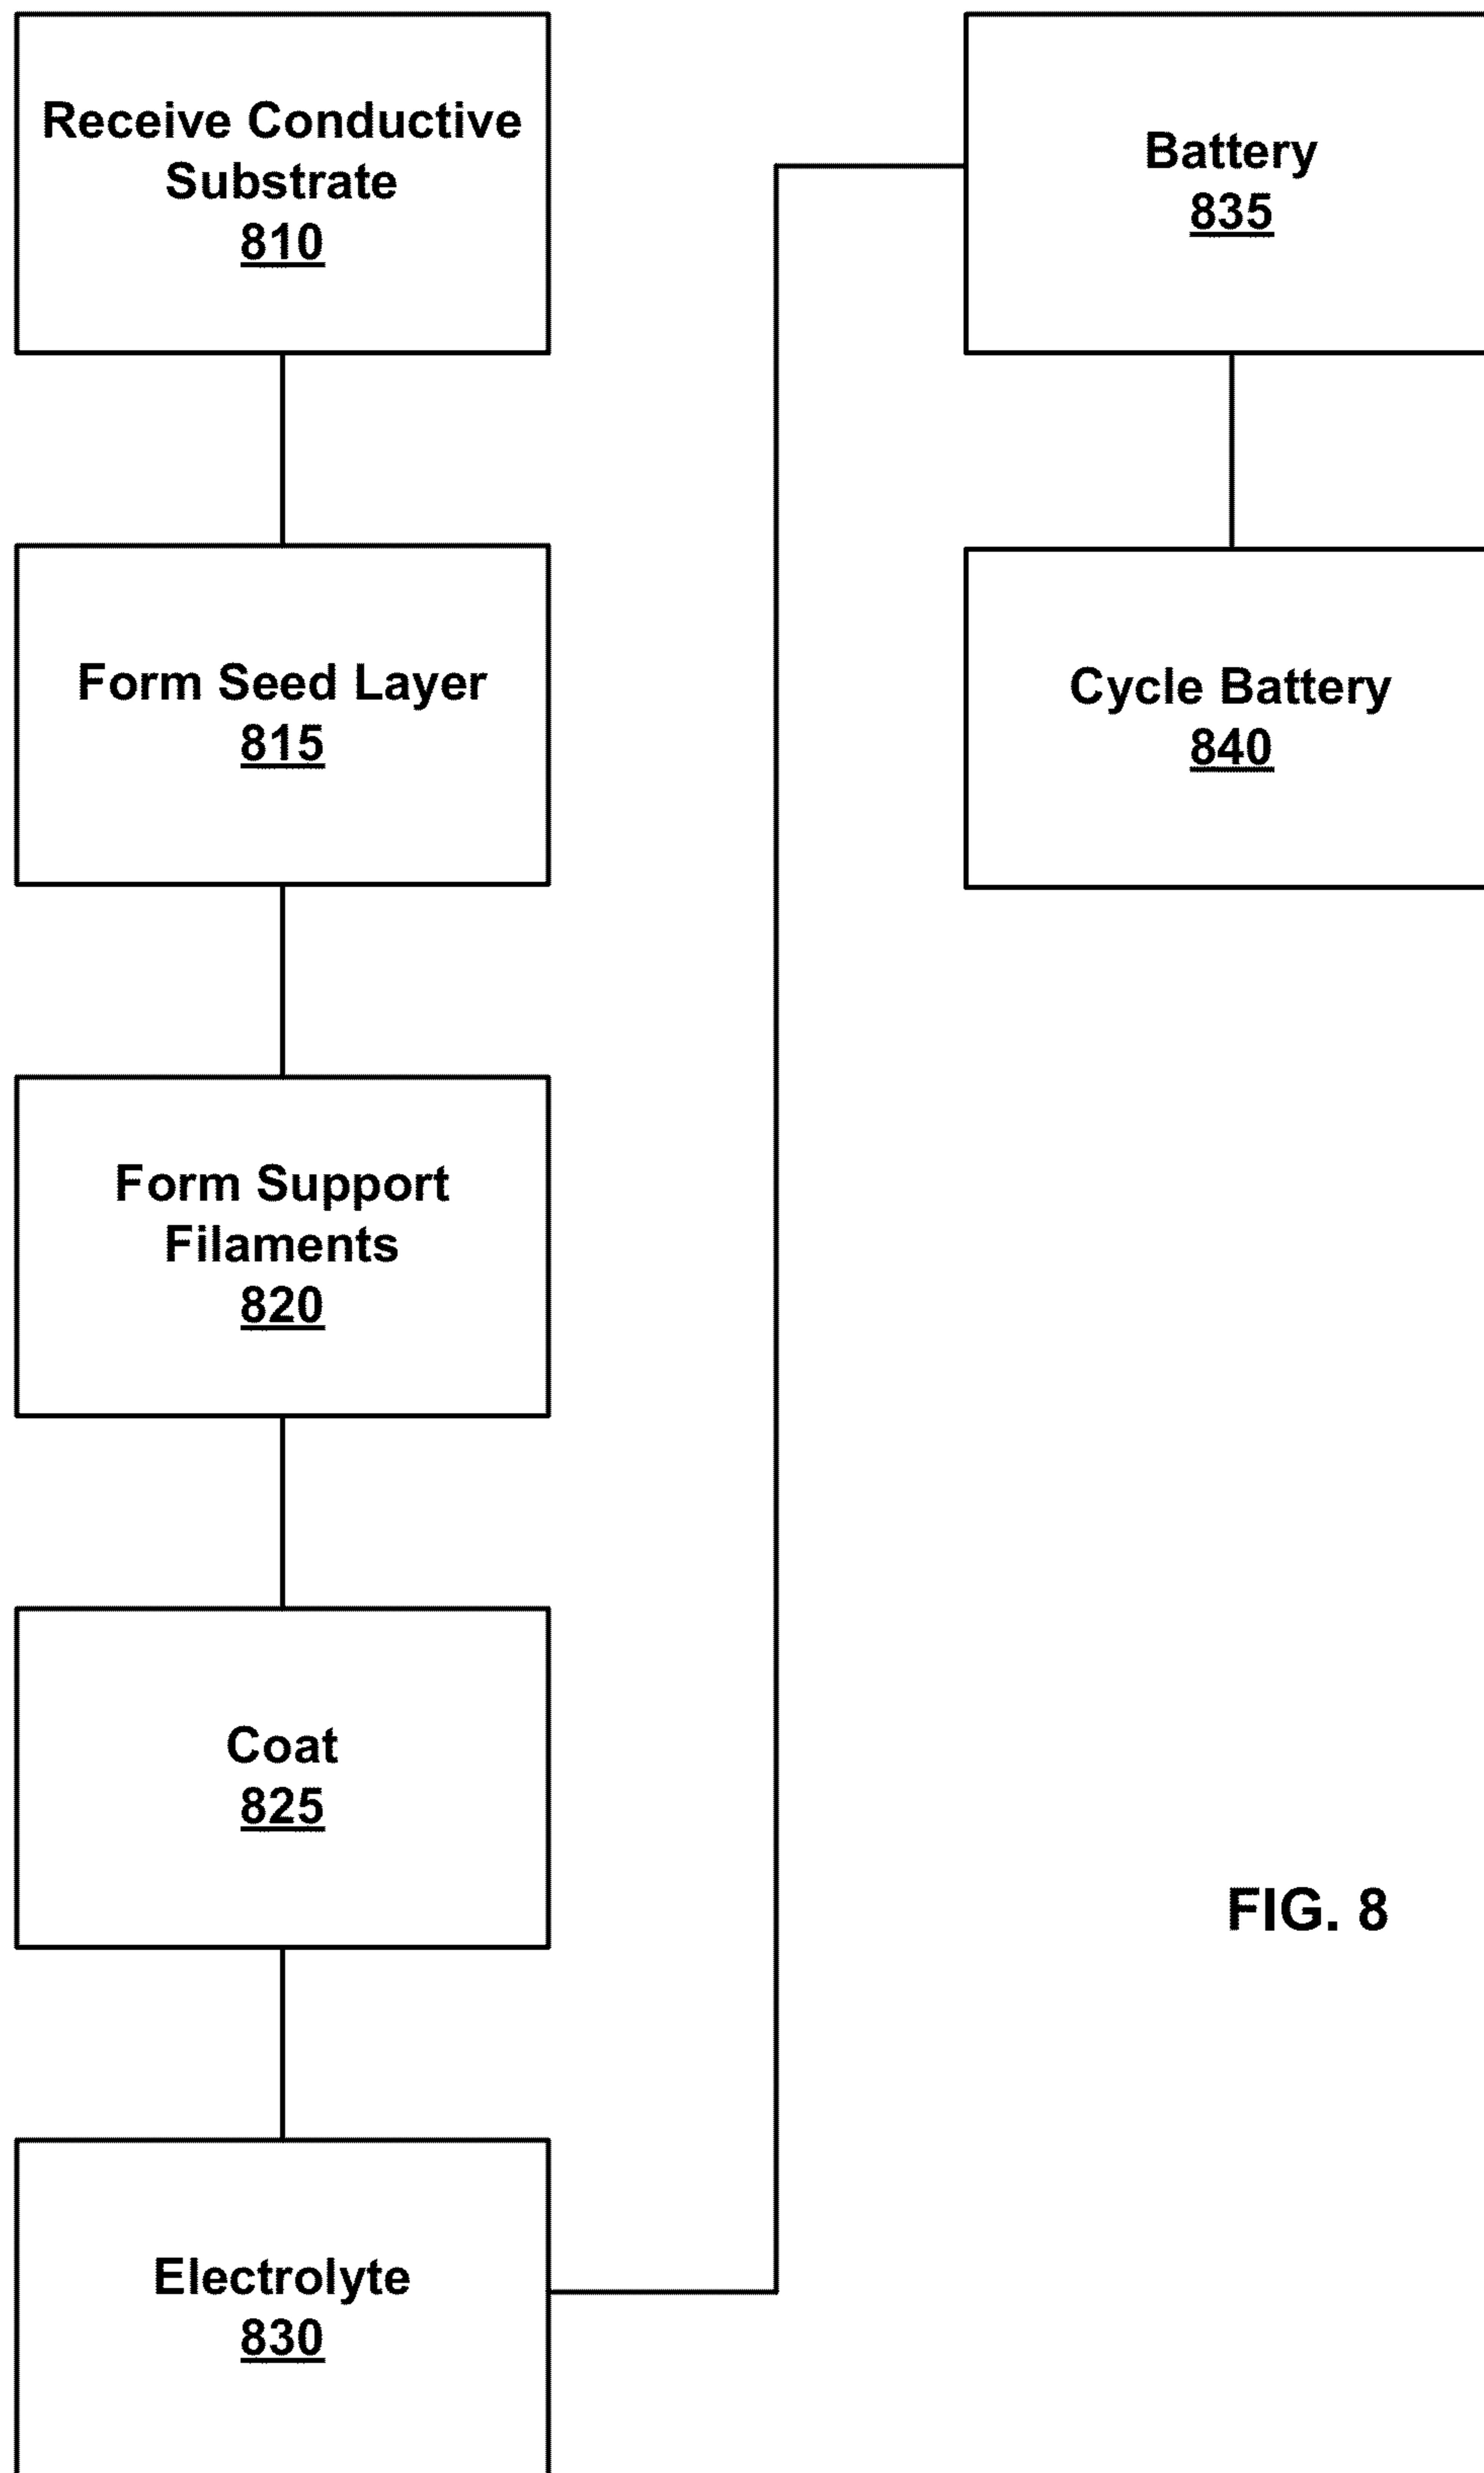 Receive Conductive
Substrate
810
Form Seed Layer
815
Form Support
Filaments
820
Coat
825
Electrolyte
830
Battery
835
Cycle Battery
840
FIG. 8